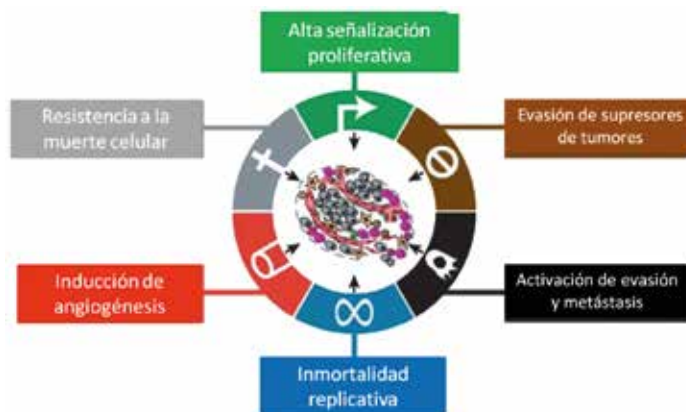 Alta señalización
proliferativa
Resistencia a la
muerte celular
Evasión de supresores
de tumores
Inducción de
angiogénesis
Activación de evasión
y metástasis
Inmortalidad
replicativa